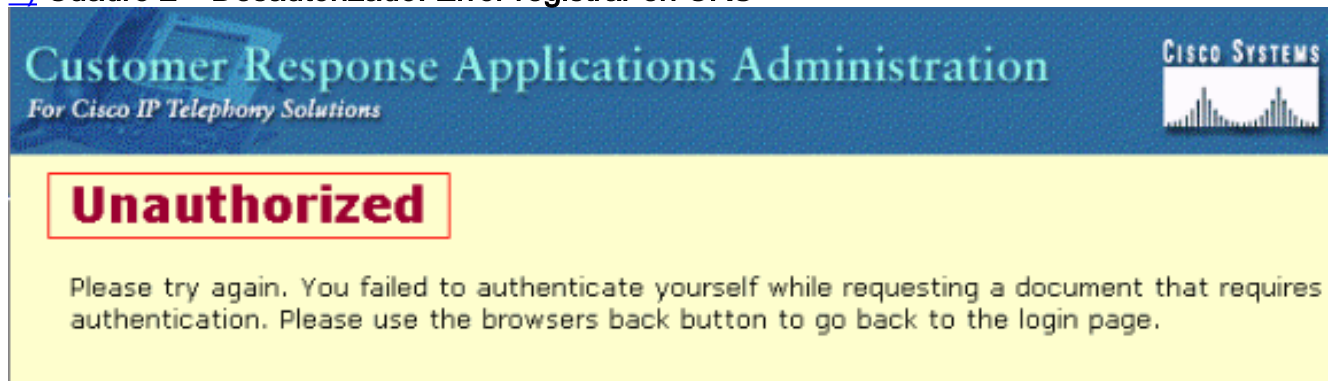 Customer Response Applications Administration
For Cisco IP Telephony Solutions
CISCO SYSTEMS
Unauthorized
Please try again. You failed to authenticate yourself while requesting a document that requires
authentication. Please use the browsers back button to go back to the login page.